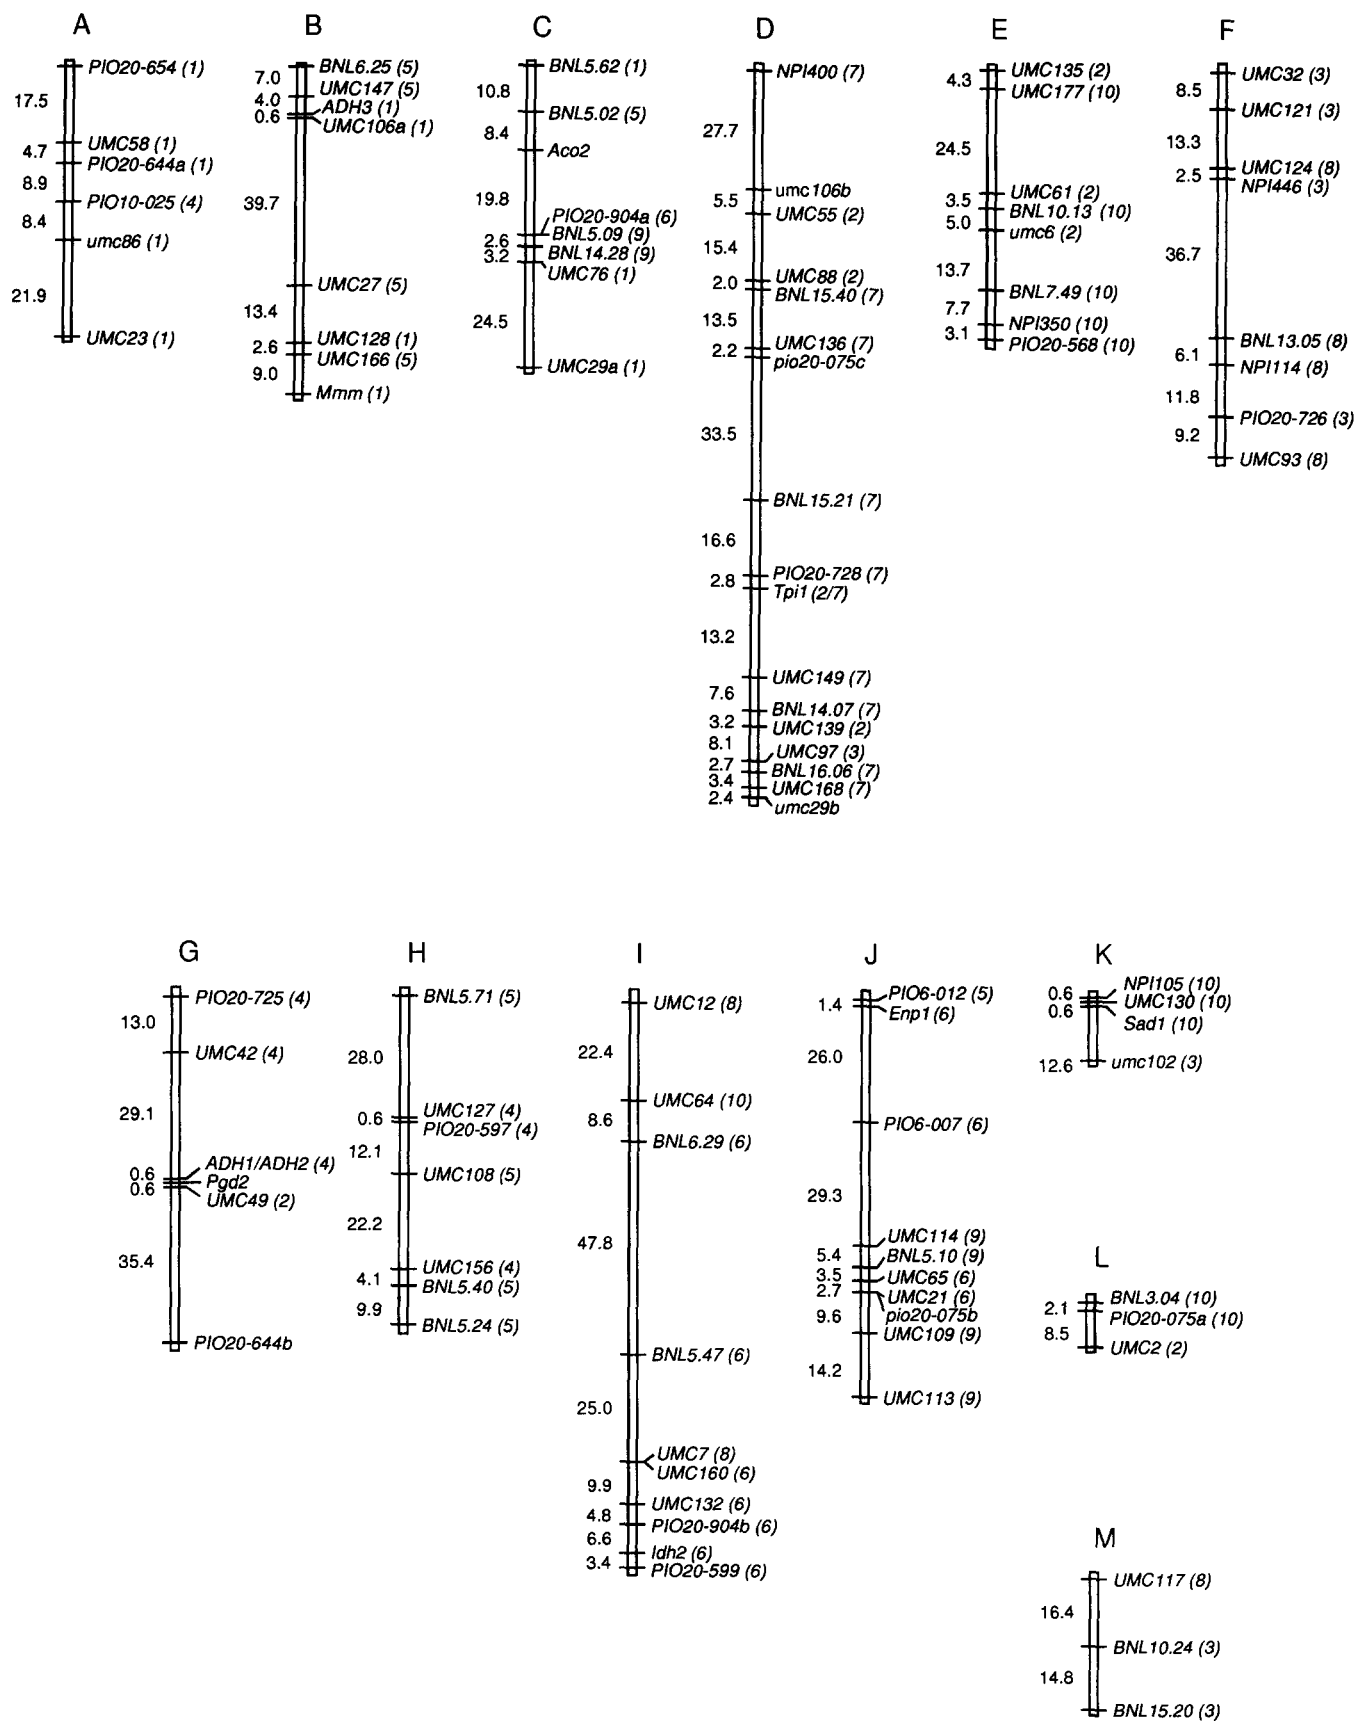 A
PIO20-654 (1)
17.5
UMC58 (1)
4.7
PIO20-644a (1)
8.9
PIO10-025 (4)
8.4
umc86 (1)
21.9
UMC23 (1)
B
BNL6.25 (5)
7.0
UMC147 (5)
4.0
ADH3 (1)
0.6
UMC106a (1)
39.7
UMC27 (5)
13.4
UMC128 (1)
2.6
UMC166 (5)
9.0
Mmm (1)
C
BNL5.62 (1)
10.8
BNL5.02 (5)
8.4
Aco2
19.8
PIO20-904a (6)
BNL5.09 (9)
2.6
BNL14.28 (9)
3.2
UMC76 (1)
24.5
UMC29a (1)
D
NPI400 (7)
27.7
umc106b
5.5
UMC55 (2)
15.4
UMC88 (2)
2.0
BNL15.40 (7)
13.5
UMC136 (7)
2.2
pio20-075c
33.5
BNL15.21 (7)
16.6
PIO20-728 (7)
2.8
Tpi1 (2/7)
13.2
UMC149 (7)
7.6
BNL14.07 (7)
3.2
UMC139 (2)
8.1
UMC97 (3)
2.7
BNL16.06 (7)
3.4
UMC168 (7)
2.4
umc29b
E
UMC135 (2)
4.3
UMC177 (10)
24.5
UMC61 (2)
3.5
BNL10.13 (10)
5.0
umc6 (2)
13.7
BNL7.49 (10)
7.7
NPI350 (10)
3.1
PIO20-568 (10)
F
UMC32 (3)
8.5
UMC121 (3)
13.3
UMC124 (8)
2.5
NPI446 (3)
36.7
BNL13.05 (8)
6.1
NPI114 (8)
11.8
PIO20-726 (3)
9.2
UMC93 (8)
G
PIO20-725 (4)
13.0
UMC42 (4)
29.1
ADH1/ADH2 (4)
0.6
Pgd2
0.6
UMC49 (2)
35.4
PIO20-644b
H
BNL5.71 (5)
28.0
UMC127 (4)
0.6
PIO20-597 (4)
12.1
UMC108 (5)
22.2
UMC156 (4)
4.1
BNL5.40 (5)
9.9
BNL5.24 (5)
I
UMC12 (8)
22.4
UMC64 (10)
8.6
BNL6.29 (6)
47.8
BNL5.47 (6)
25.0
UMC7 (8)
UMC160 (6)
9.9
UMC132 (6)
4.8
PIO20-904b (6)
6.6
Idh2 (6)
3.4
PIO20-599 (6)
J
PIO6-012 (5)
1.4
Enp1 (6)
26.0
PIO6-007 (6)
29.3
UMC114 (9)
5.4
BNL5.10 (9)
3.5
UMC65 (6)
2.7
UMC21 (6)
pio20-075b
9.6
UMC109 (9)
14.2
UMC113 (9)
K
NPI105 (10)
0.6
UMC130 (10)
0.6
Sad1 (10)
12.6
umc102 (3)
L
BNL3.04 (10)
2.1
PIO20-075a (10)
8.5
UMC2 (2)
M
UMC117 (8)
16.4
BNL10.24 (3)
14.8
BNL15.20 (3)